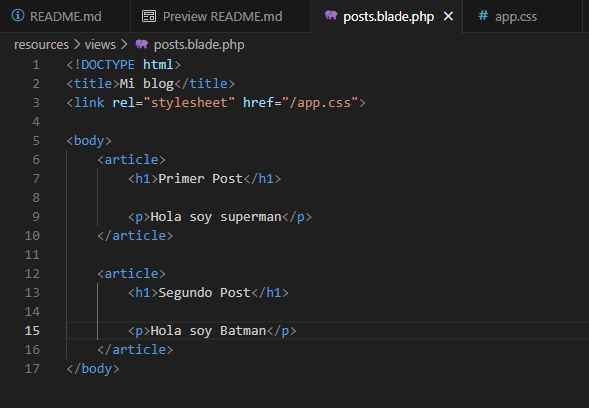 README.md Preview README.md posts.blade.php × # app.css
resources > views > posts.blade.php
1 <!DOCTYPE html>
2 <title>Mi blog</title>
3 <link rel="stylesheet" href="/app.css">
4
5 <body>
6     <article>
7         <h1>Primer Post</h1>
8
9         <p>Hola soy superman</p>
10     </article>
11
12     <article>
13         <h1>Segundo Post</h1>
14
15         <p>Hola soy Batman</p>
16     </article>
17 </body>